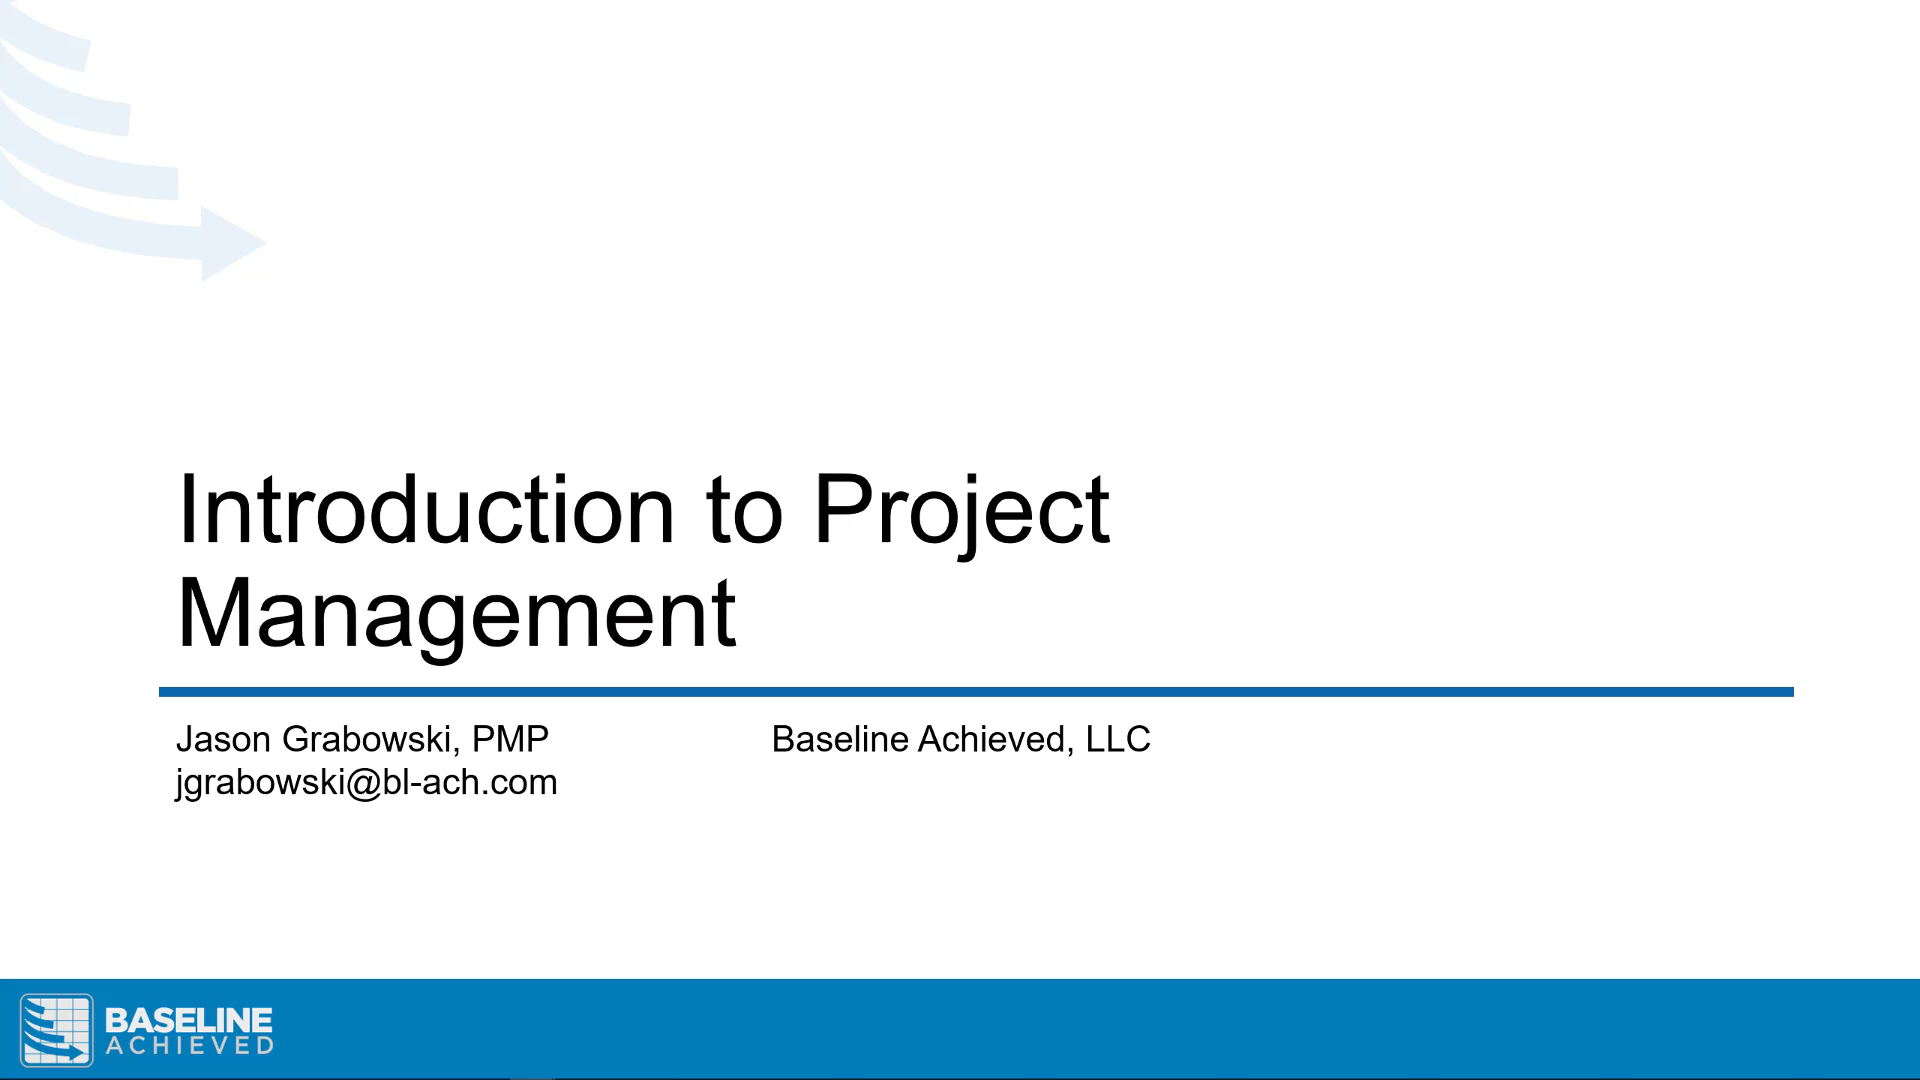 Introduction to Project
Management
Jason Grabowski, PMP
jgrabowski@bl-ach.com
Baseline Achieved, LLC
BASELINE
ACHIEVED